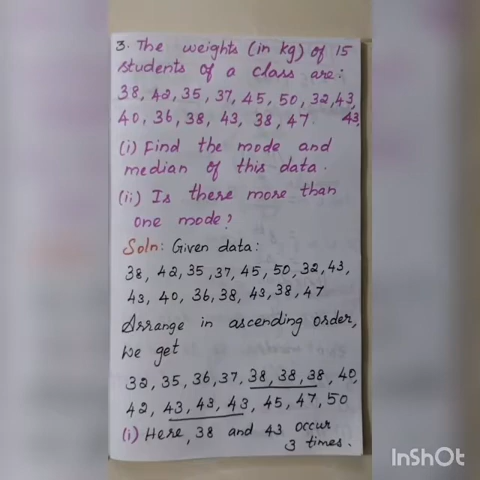 3. The weights (in kg) of 15
students of a class are:
38, 42, 35, 37, 45, 50, 32, 43,
40, 36, 38, 43, 38, 47. 43,
(i) Find the mode and
median of this data.
(ii) Is there more than
one mode?
Soln: Given data:
38, 42, 35, 37, 45, 50, 32, 43,
43, 40, 36, 38, 43, 38, 47
Arrange in ascending order,
we get
32, 35, 36, 37, 38, 38, 38, 40,
42, 43, 43, 43, 45, 47, 50
(i) Here, 38 and 43 occur
3 times.
InShOt